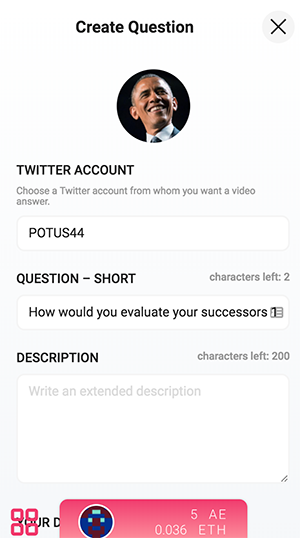 Create Question
TWITTER ACCOUNT
Choose a Twitter account from whom you want a video
answer.
POTUS44
QUESTION – SHORT
characters left: 2
How would you evaluate your successors
DESCRIPTION
characters left: 200
Write an extended description
YOUR D
5 AE
0.036 ETH